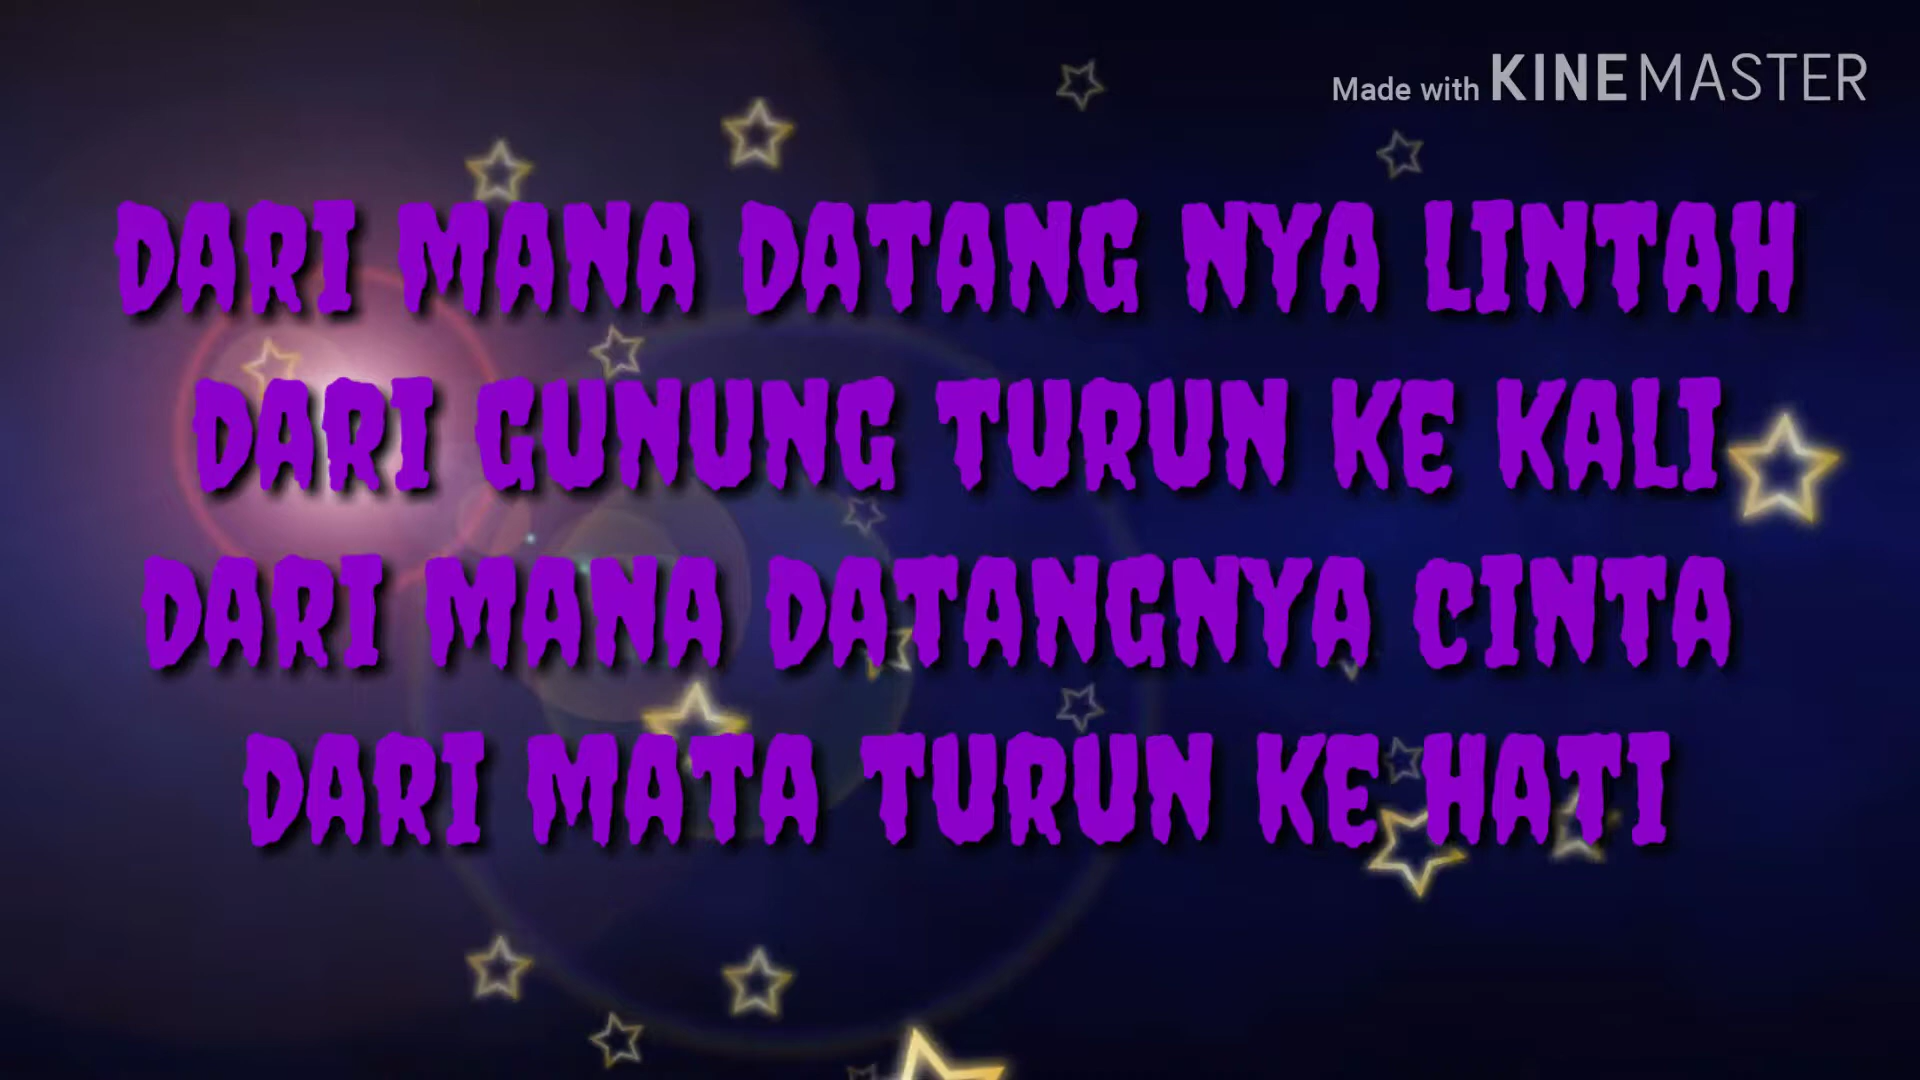 Made with KINEMASTER
DARI MANA DATANG NYA LINTAH
DARI GUNUNG TURUN KE KALI
DARI MANA DATANGNYA CINTA
DARI MATA TURUN KE HATI